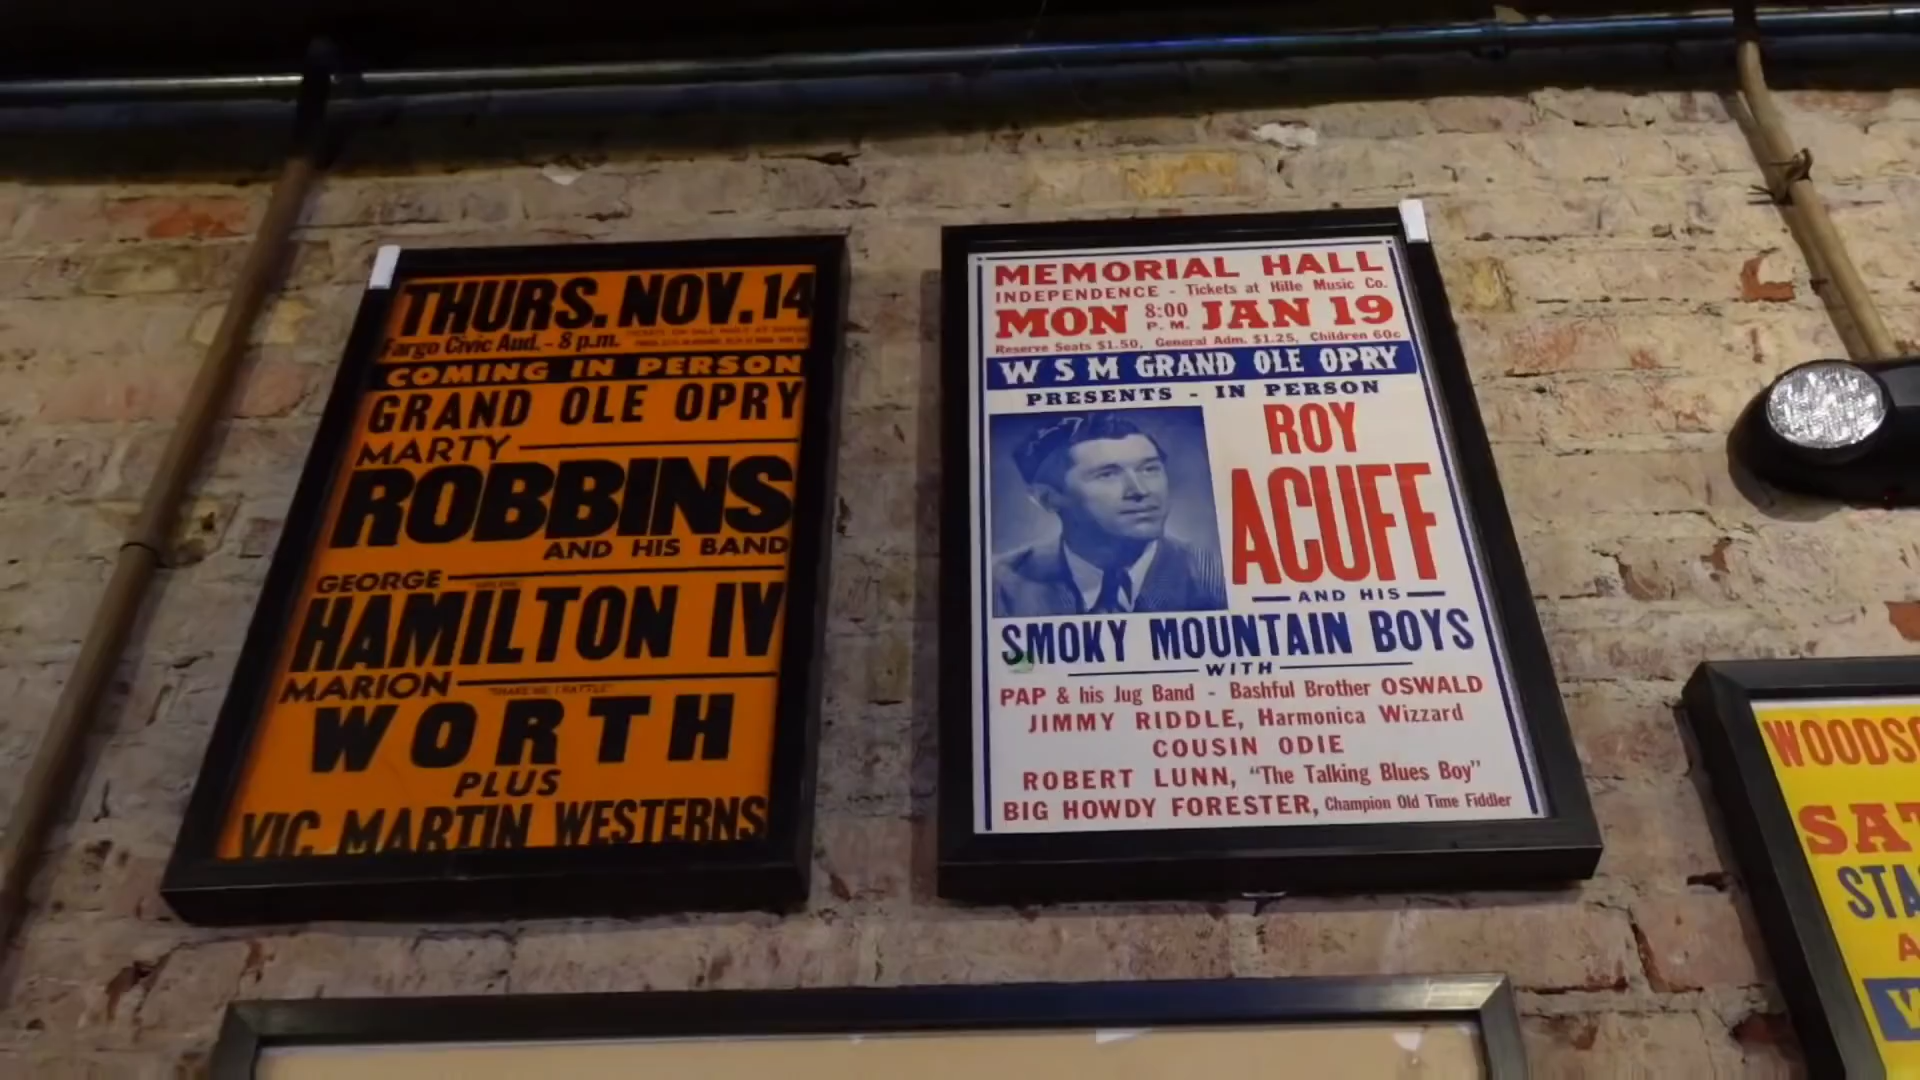 THURS. NOV. 14
Fargo Civic Aud. - 8 p.m.
COMING IN PERSON
GRAND OLE OPRY
MARTY
ROBBINS
AND HIS BAND
GEORGE
HAMILTON IV
MARION
"SHAKE ME, I RATTLE"
WORTH
PLUS
VIC MARTIN WESTERNS
MEMORIAL HALL
INDEPENDENCE - Tickets at Hille Music Co.
MON 8:00 P. M. JAN 19
Reserve Seats $1.50, General Adm. $1.25, Children 60c
W S M GRAND OLE OPRY
PRESENTS - IN PERSON
ROY
ACUFF
AND HIS
SMOKY MOUNTAIN BOYS
WITH
PAP & his Jug Band - Bashful Brother OSWALD
JIMMY RIDDLE, Harmonica Wizzard
COUSIN ODIE
ROBERT LUNN, "The Talking Blues Boy"
BIG HOWDY FORESTER, Champion Old Time Fiddler